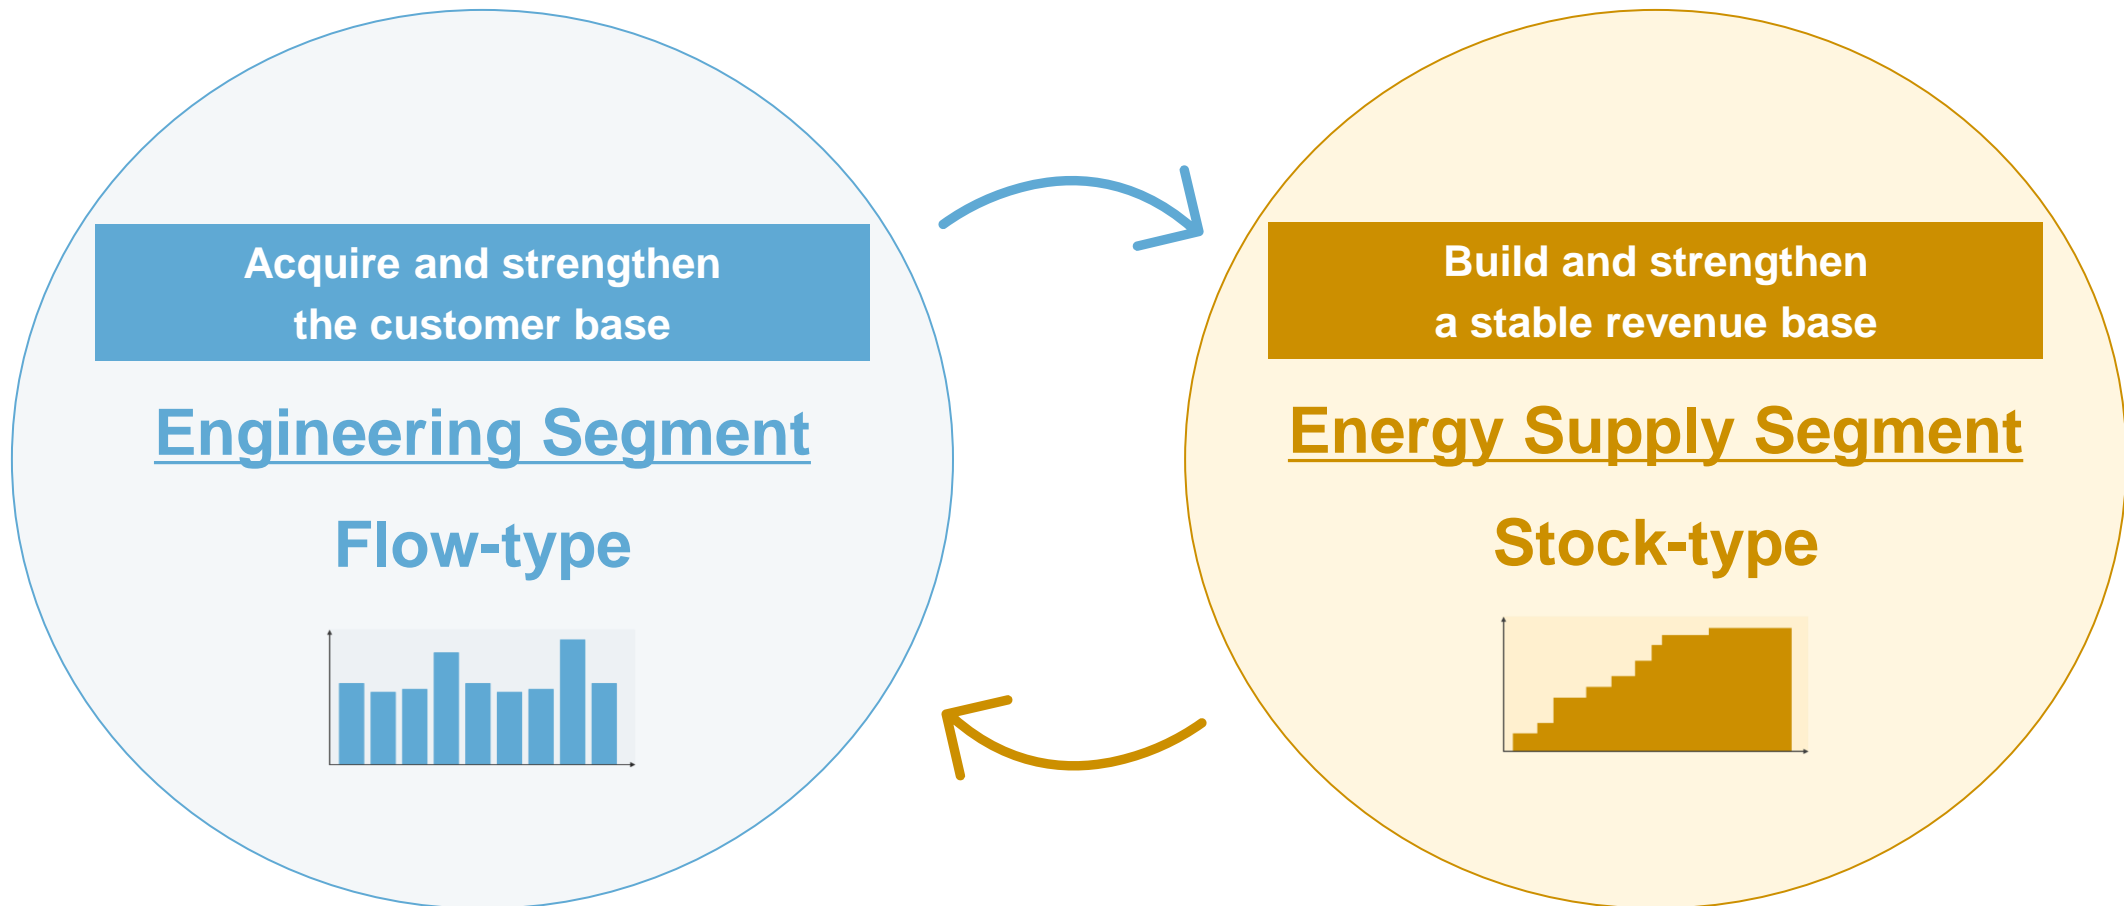 Acquire and strengthen
the customer base
Engineering Segment
Flow-type
Build and strengthen
a stable revenue base
Energy Supply Segment
Stock-type